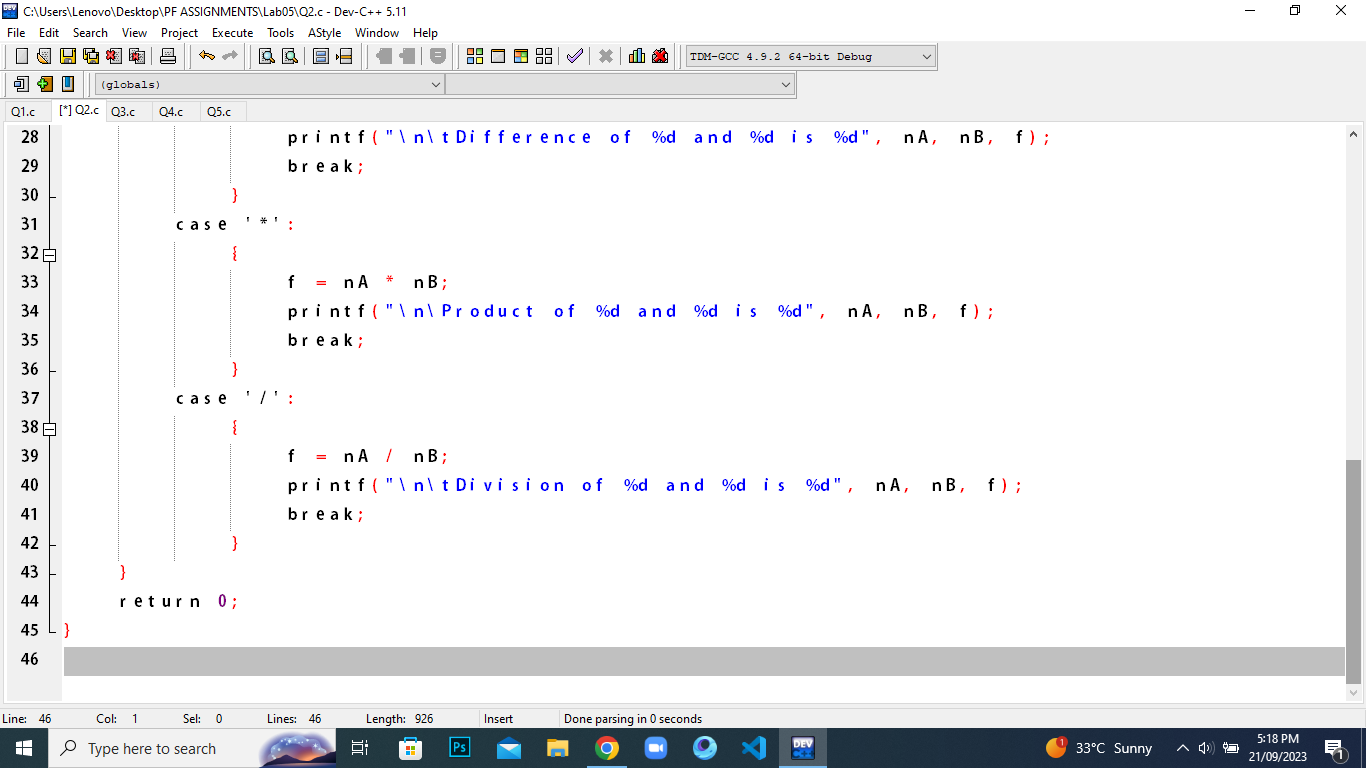 C:\Users\Lenovo\Desktop\PF ASSIGNMENTS\Lab05\Q2.c - Dev-C++ 5.11
File Edit Search View Project Execute Tools AStyle Window Help
TDM-GCC 4.9.2 64-bit Debug
(globals)
Q1.c [*] Q2.c Q3.c Q4.c Q5.c
28 printf("\n\tDifference of %d and %d is %d", nA, nB, f);
29 break;
30 }
31 case '*':
32 {
33 f = nA * nB;
34 printf("\n\Product of %d and %d is %d", nA, nB, f);
35 break;
36 }
37 case '/':
38 {
39 f = nA / nB;
40 printf("\n\tDivision of %d and %d is %d", nA, nB, f);
41 break;
42 }
43 }
44 return 0;
45 }
46
Line: 46 Col: 1 Sel: 0 Lines: 46 Length: 926 Insert Done parsing in 0 seconds
Type here to search Ps DEV 1 33°C Sunny 5:18 PM
21/09/2023 1